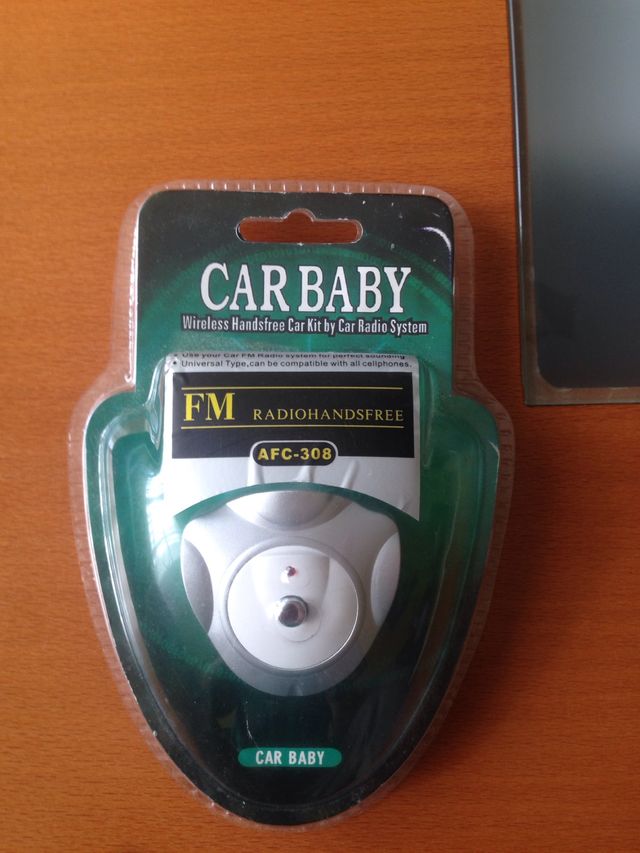 CAR BABY
Wireless Handsfree Car Kit by Car Radio System
• Use your Car FM Radio system for perfect sounding.
• Universal Type,can be compatible with all cellphones.
FM RADIOHANDSFREE
AFC-308
CAR BABY